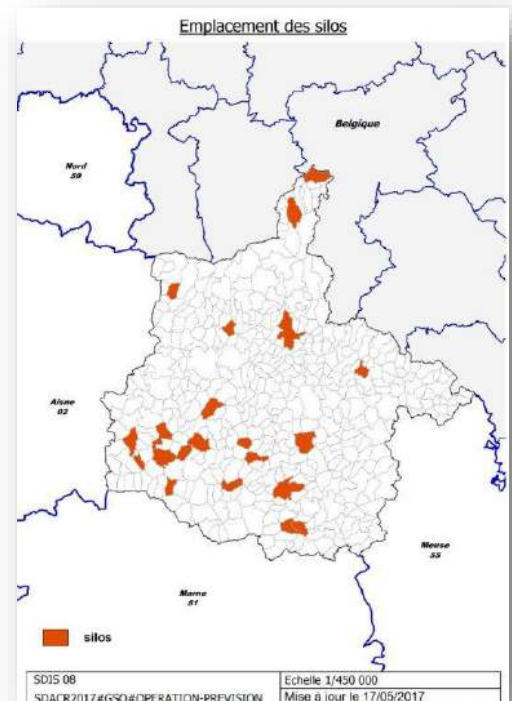 Emplacement des silos
Belgique
Nord
59
Aisne
02
Meuse
55
Marne
51
silos
SDIS 08
Echelle 1/450 000
SDACR2017#GSO#OPERATION-PREVISION
Mise à jour le 17/05/2017